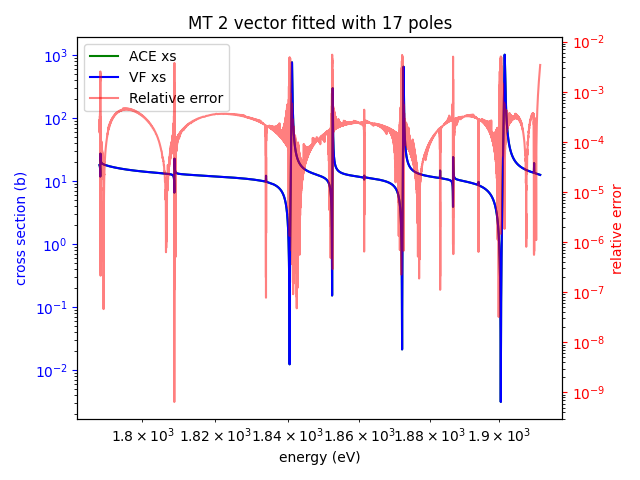 MT 2 vector fitted with 17 poles
ACE xs
VF xs
Relative error
cross section (b)
10³
10²
10¹
10⁰
10⁻¹
10⁻²
10⁻²
10⁻³
10⁻⁴
10⁻⁵
10⁻⁶
10⁻⁷
10⁻⁸
10⁻⁹
relative error
1.8 × 10³ 1.82 × 10³ 1.84 × 10³ 1.86 × 10³ 1.88 × 10³ 1.9 × 10³
energy (eV)